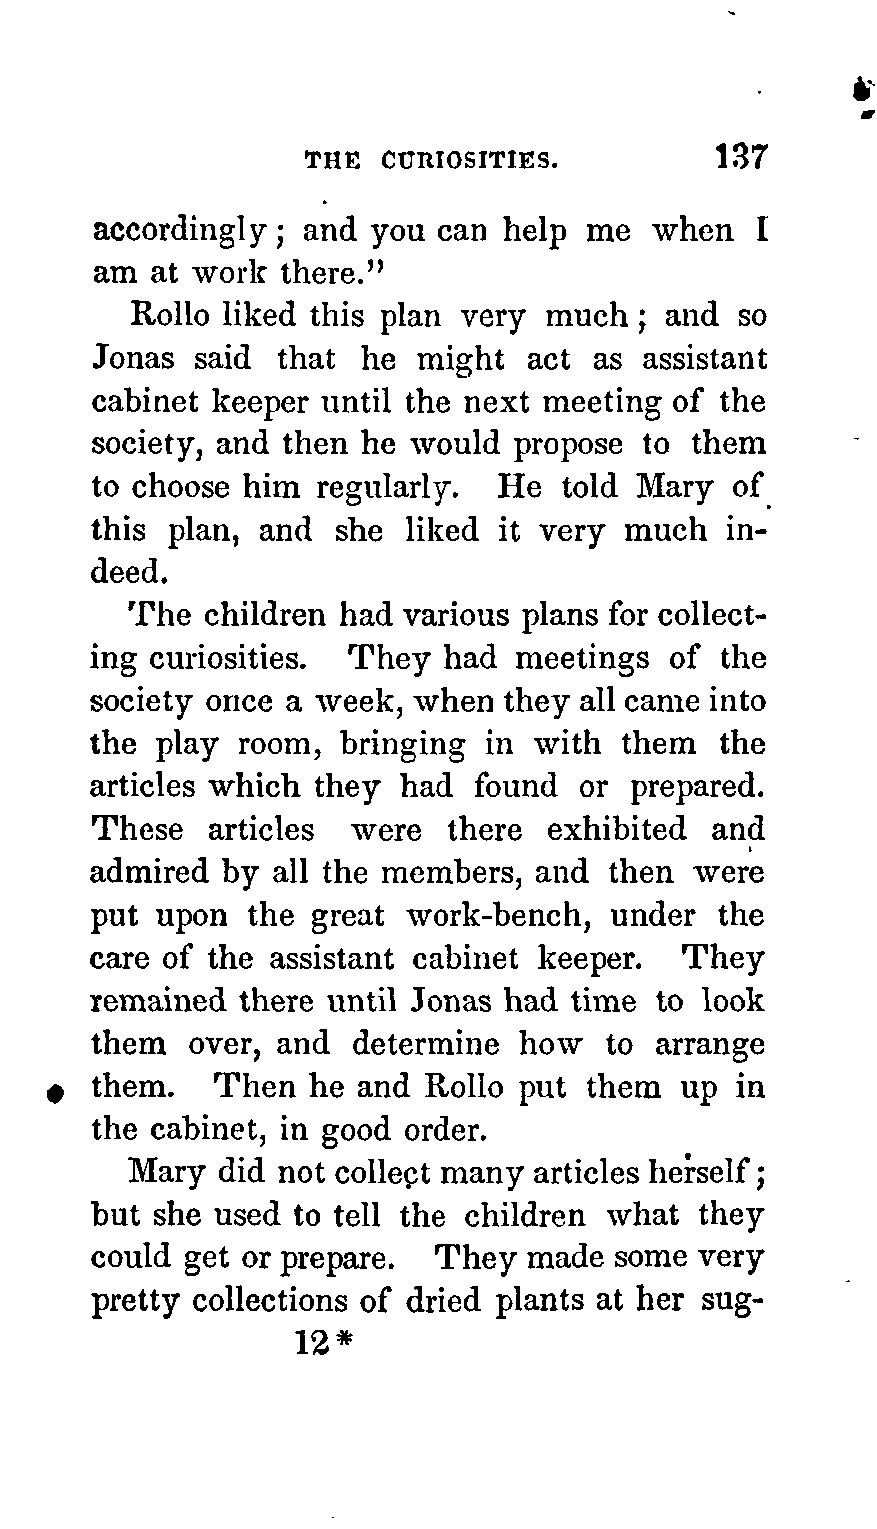 THE CURIOSITIES. 137
accordingly; and you can help me when I
am at work there."
Rollo liked this plan very much; and so
Jonas said that he might act as assistant
cabinet keeper until the next meeting of the
society, and then he would propose to them
to choose him regularly. He told Mary of
this plan, and she liked it very much in-
deed.
The children had various plans for collect-
ing curiosities. They had meetings of the
society once a week, when they all came into
the play room, bringing in with them the
articles which they had found or prepared.
These articles were there exhibited and
admired by all the members, and then were
put upon the great work-bench, under the
care of the assistant cabinet keeper. They
remained there until Jonas had time to look
them over, and determine how to arrange
them. Then he and Rollo put them up in
the cabinet, in good order.
Mary did not collect many articles herself;
but she used to tell the children what they
could get or prepare. They made some very
pretty collections of dried plants at her sug-
12*